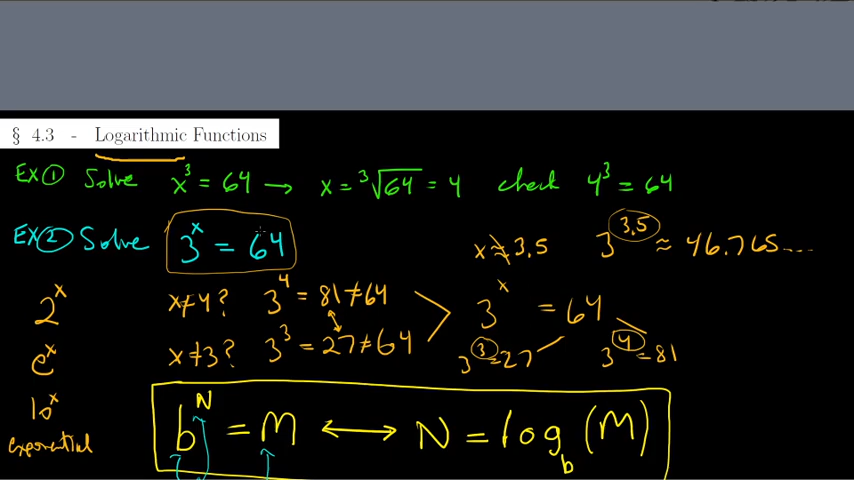 § 4.3 - Logarithmic Functions
EX① Solve x³ = 64 → x = ³√64 = 4 check 4³ = 64
EX② Solve 3ˣ = 64 x ≠ 3.5 3^3.5 ≈ 46.765....
2ˣ x≠4? 3⁴ = 81 ≠ 64 3ˣ = 64
eˣ x≠3? 3³ = 27 ≠ 64 3³=27 3⁴=81
10ˣ
exponential b^N = M ⟷ N = log_b (M)